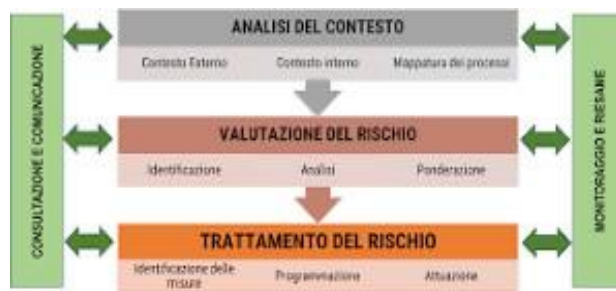 CONSULTAZIONE E COMUNICAZIONE
ANALISI DEL CONTESTO
Contesto Esterno Contesto interno Mappatura dei processi
VALUTAZIONE DEL RISCHIO
Identificazione Analisi Ponderazione
TRATTAMENTO DEL RISCHIO
Identificazione delle
misure Programmazione Attuazione
MONITORAGGIO E RIESANE